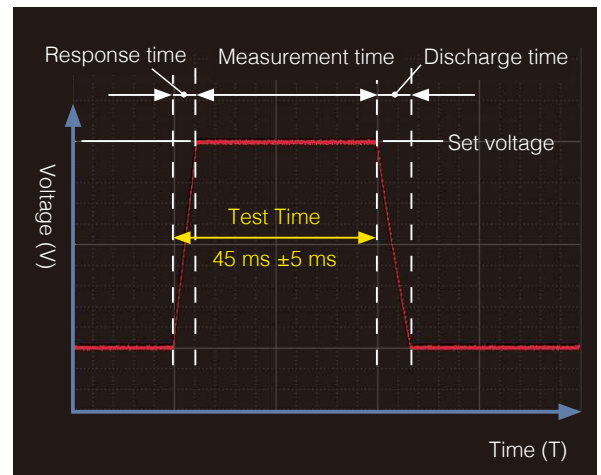 Response time
Measurement time
Discharge time
Set voltage
Voltage (V)
Test Time
45 ms ±5 ms
Time (T)